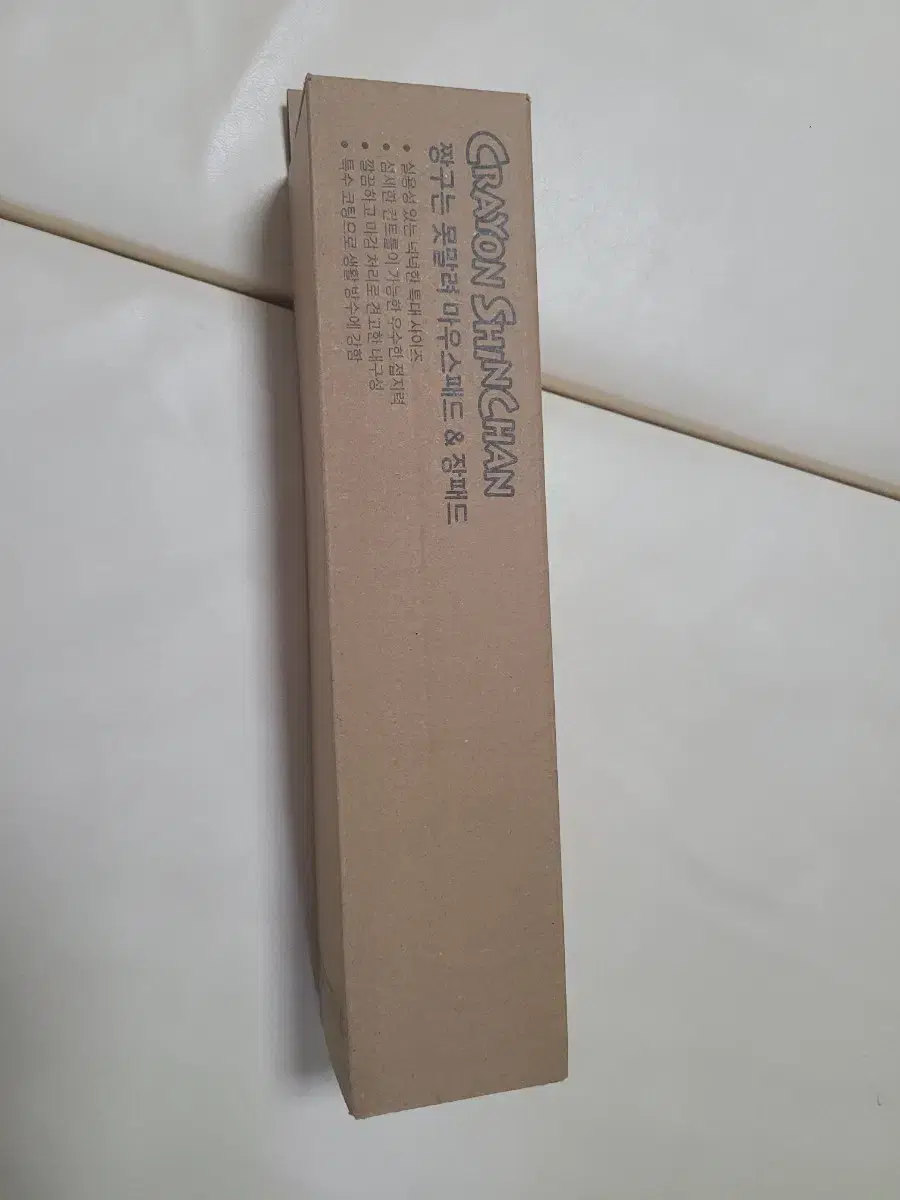 CRAYON SHINCHAN
짱구는 못말려 마우스패드 & 장패드
• 실용성 있는 넉넉한 특대 사이즈
• 섬세한 컨트롤이 가능한 우수한 접지력
• 깔끔하고 마감 처리로 견고한 내구성
• 특수 코팅으로 생활 방수에 강함